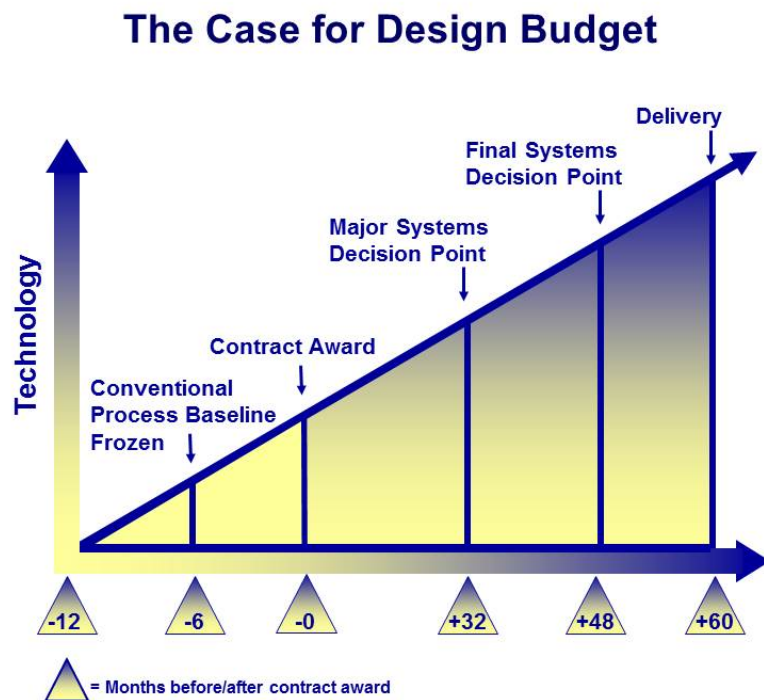 The Case for Design Budget
Delivery
Final Systems
Decision Point
Major Systems
Decision Point
Contract Award
Conventional
Process Baseline
Frozen
Technology
-12
-6
-0
+32
+48
+60
= Months before/after contract award